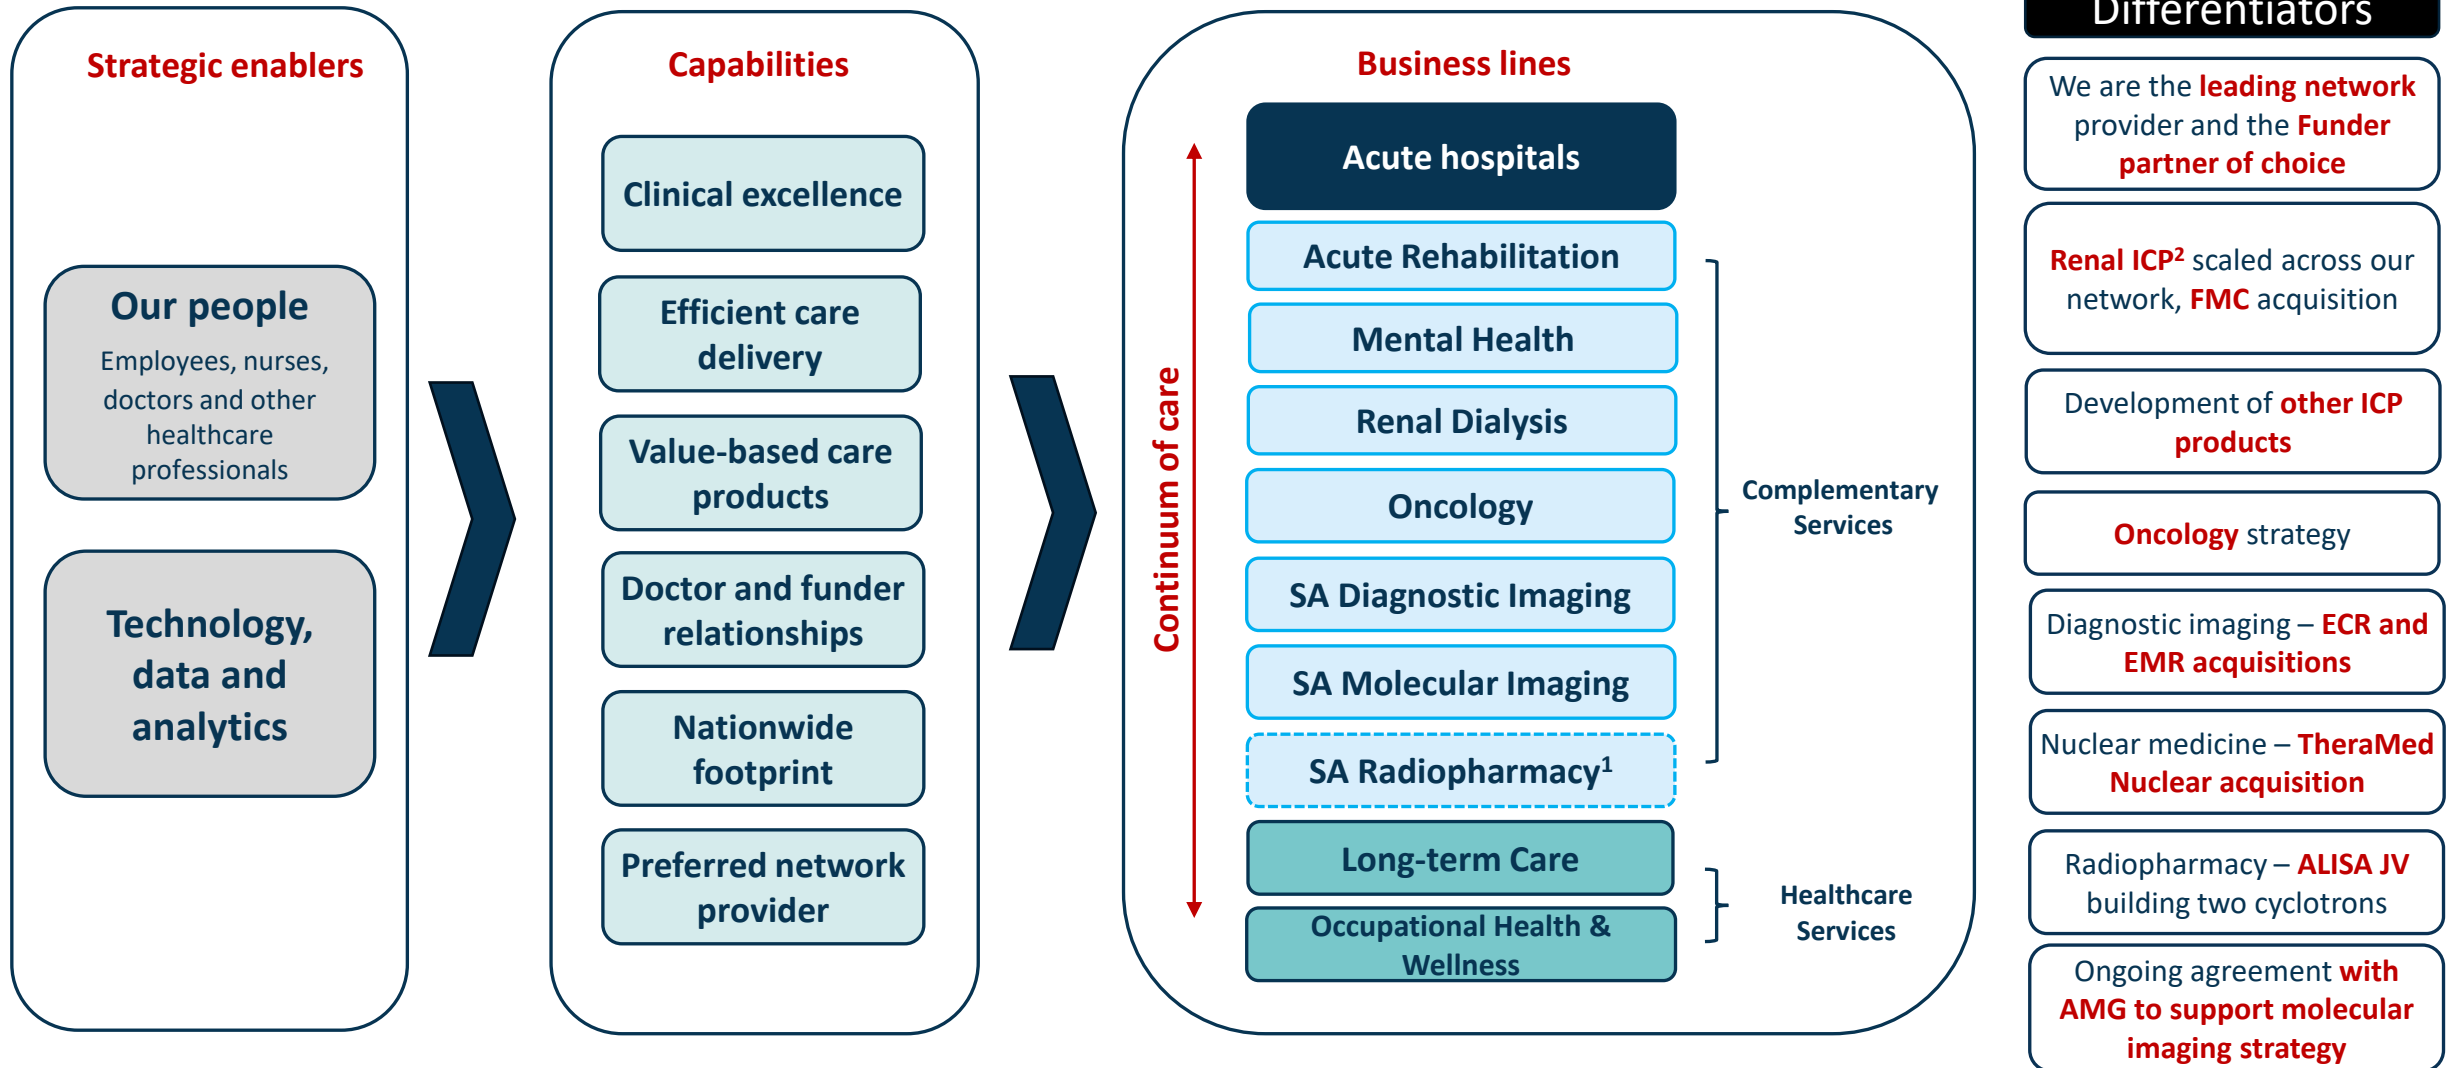 Strategic enablers
Our people
Employees, nurses,
doctors and other
healthcare
professionals
Technology,
data and
analytics
Capabilities
Clinical excellence
Efficient care
delivery
Value-based care
products
Doctor and funder
relationships
Nationwide
footprint
Preferred network
provider
Business lines
Continuum of care
Acute hospitals
Acute Rehabilitation
Mental Health
Renal Dialysis
Oncology
SA Diagnostic Imaging
SA Molecular Imaging
SA Radiopharmacy¹
Long-term Care
Occupational Health &
Wellness
Complementary
Services
Healthcare
Services
Differentiators
We are the leading network
provider and the Funder
partner of choice
Renal ICP² scaled across our
network, FMC acquisition
Development of other ICP
products
Oncology strategy
Diagnostic imaging – ECR and
EMR acquisitions
Nuclear medicine – TheraMed
Nuclear acquisition
Radiopharmacy – ALISA JV
building two cyclotrons
Ongoing agreement with
AMG to support molecular
imaging strategy